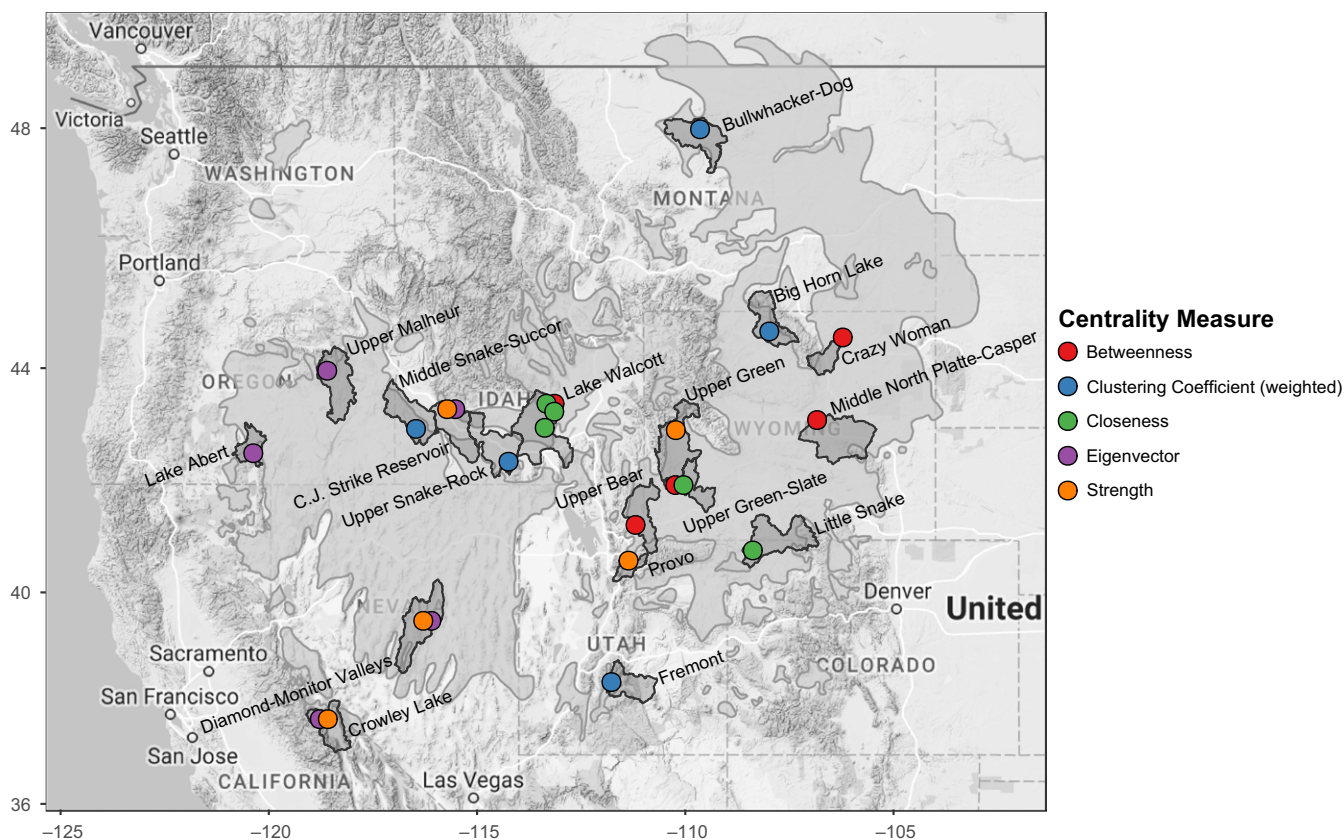 Vancouver
Victoria
Seattle
WASHINGTON
Portland
OREGON
IDAH
MONTANA
WYOMING
NEVA
UTAH
COLORADO
Denver
United
Sacramento
San Francisco
San Jose
CALIFORNIA
Las Vegas
Bullwhacker-Dog
Big Horn Lake
Crazy Woman
Middle North Platte-Casper
Upper Malheur
Middle Snake-Succor
Lake Walcott
Upper Green
Lake Abert
C.J. Strike Reservoir
Upper Snake-Rock
Upper Bear
Upper Green-Slate
Little Snake
Provo
Fremont
Diamond-Monitor Valleys
Crowley Lake
48
44
40
36
−125
−120
−115
−110
−105
Centrality Measure
Betweenness
Clustering Coefficient (weighted)
Closeness
Eigenvector
Strength